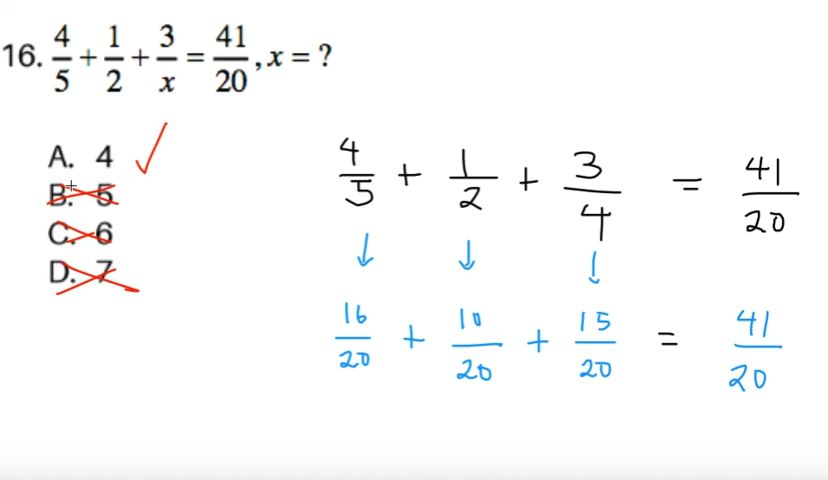 16. 4/5 + 1/2 + 3/x = 41/20, x = ?
A. 4
B. 5
C. 6
D. 7
4/5 + 1/2 + 3/4 = 41/20
16/20 + 10/20 + 15/20 = 41/20